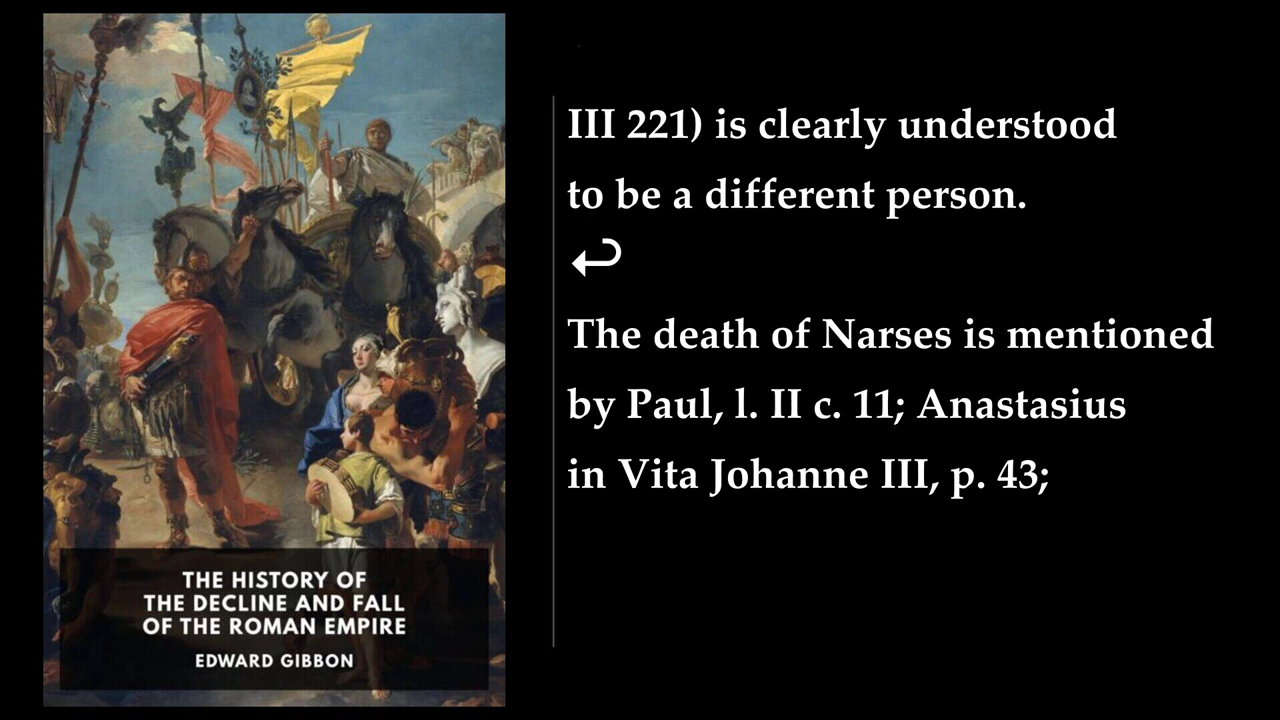 III 221) is clearly understood
to be a different person.
↩
The death of Narses is mentioned
by Paul, l. II c. 11; Anastasius
in Vita Johanne III, p. 43;
THE HISTORY OF
THE DECLINE AND FALL
OF THE ROMAN EMPIRE
EDWARD GIBBON